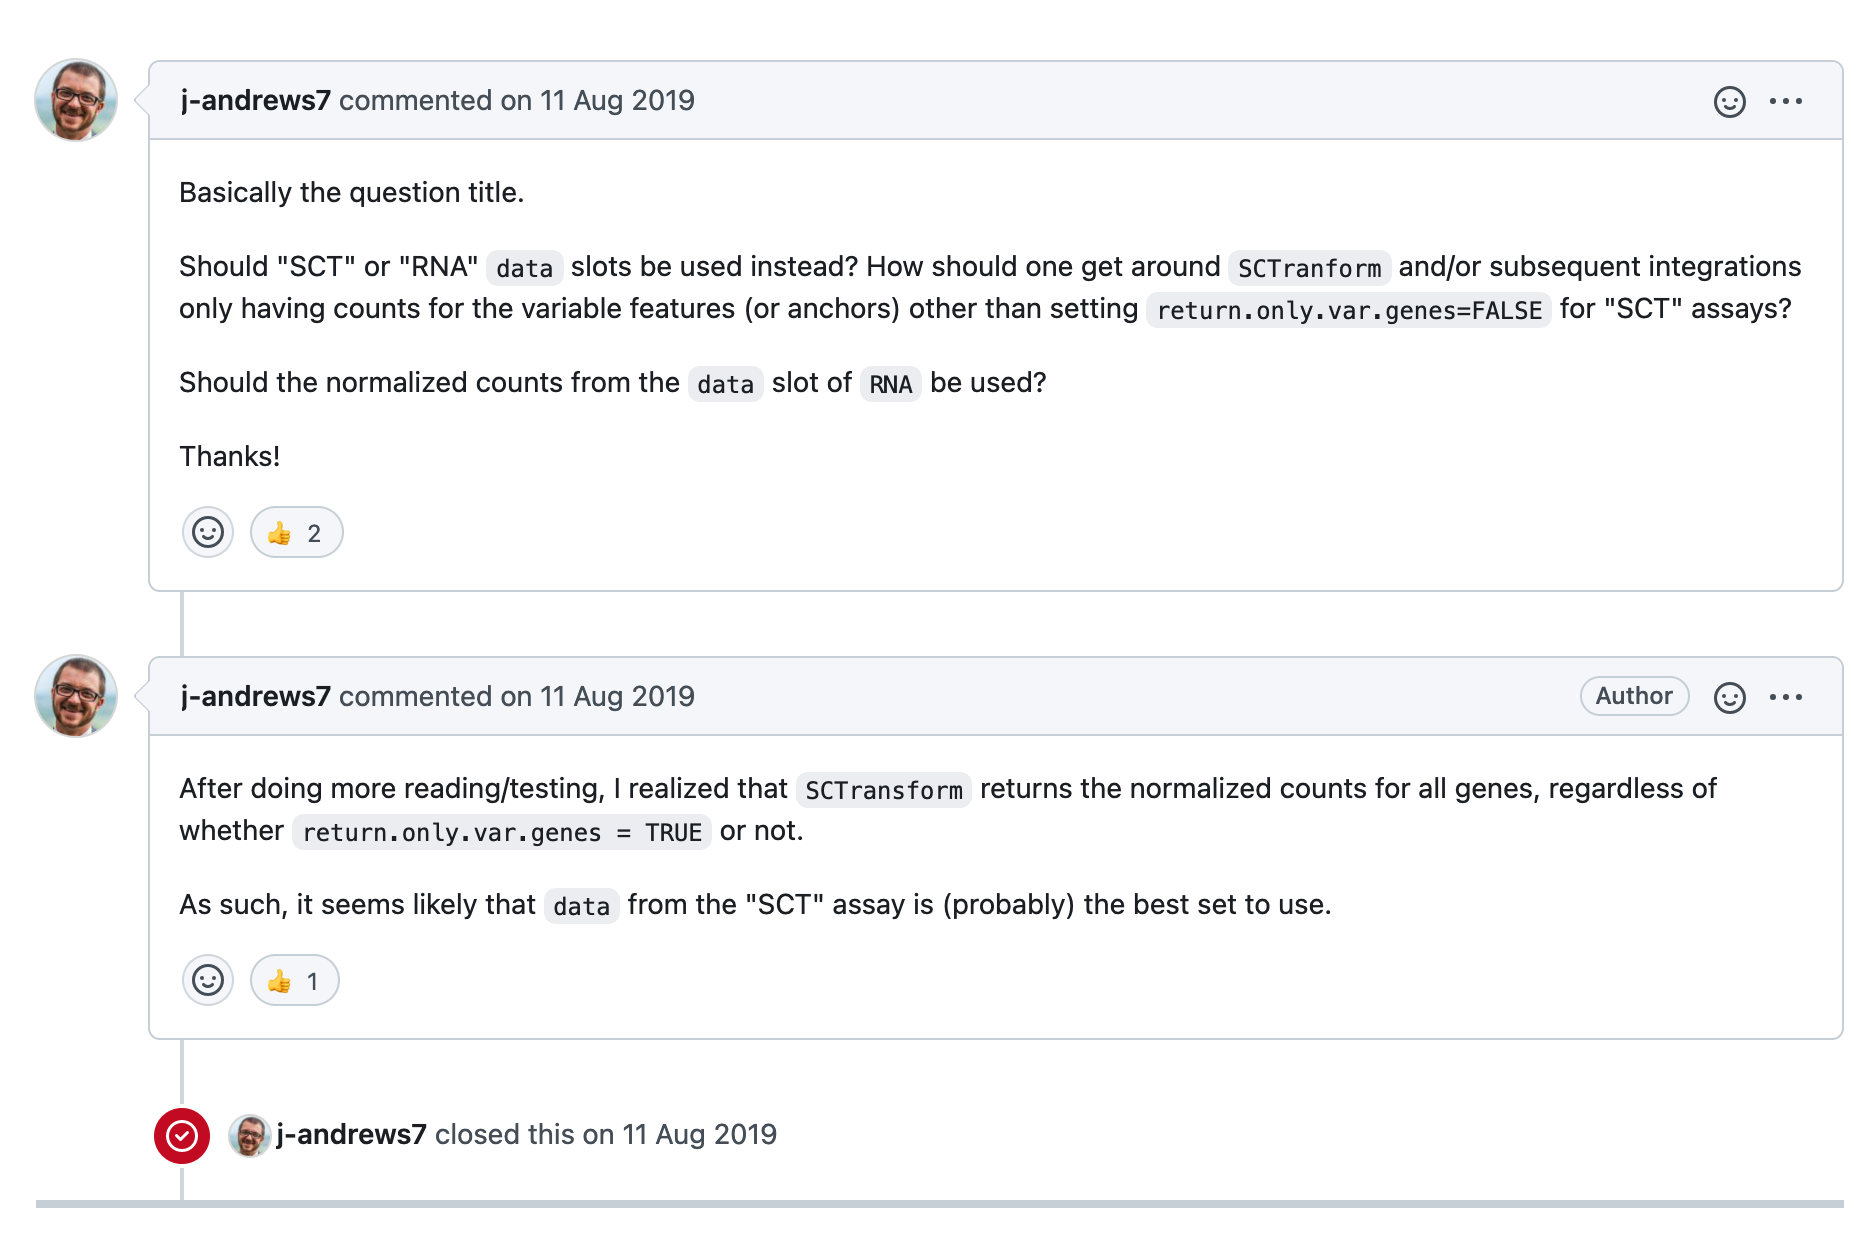 j-andrews7 commented on 11 Aug 2019
Basically the question title.
Should "SCT" or "RNA" data slots be used instead? How should one get around SCTranform and/or subsequent integrations
only having counts for the variable features (or anchors) other than setting return.only.var.genes=FALSE for "SCT" assays?
Should the normalized counts from the data slot of RNA be used?
Thanks!
👍 2
j-andrews7 commented on 11 Aug 2019 Author
After doing more reading/testing, I realized that SCTransform returns the normalized counts for all genes, regardless of
whether return.only.var.genes = TRUE or not.
As such, it seems likely that data from the "SCT" assay is (probably) the best set to use.
👍 1
j-andrews7 closed this on 11 Aug 2019